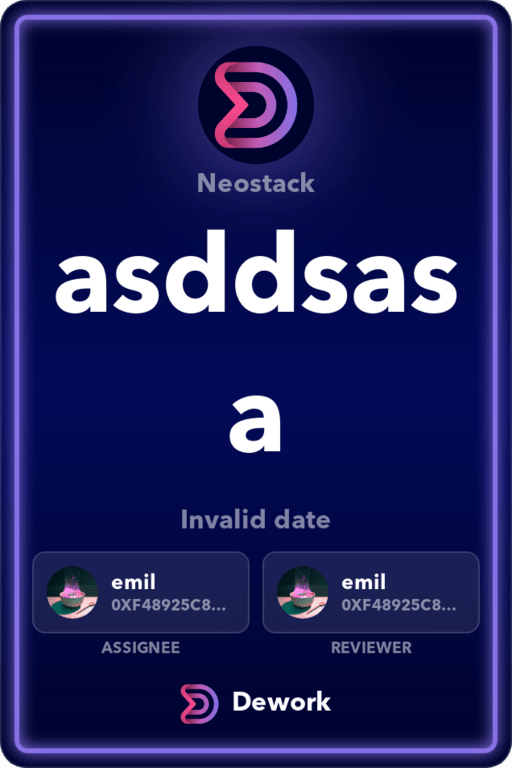 Neostack
asddsas
a
Invalid date
emil
0XF48925C8...
emil
0XF48925C8...
ASSIGNEE
REVIEWER
Dework